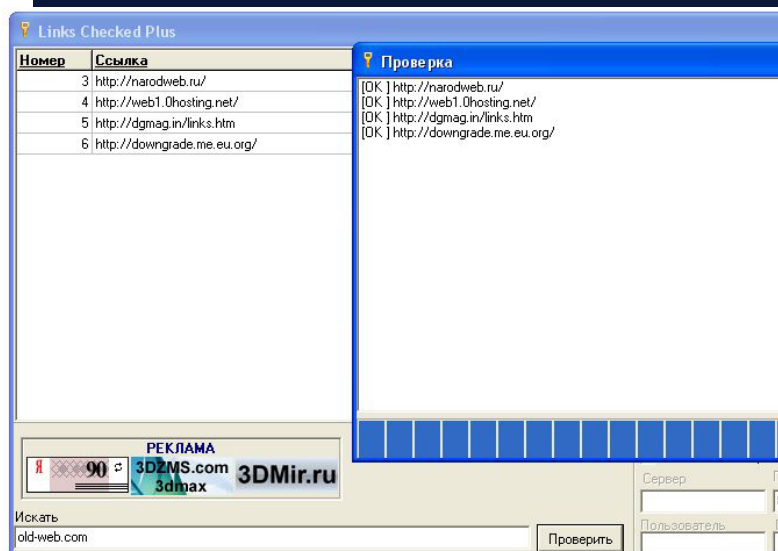 Links Checked Plus
Номер Ссылка
3 http://narodweb.ru/
4 http://web1.0hosting.net/
5 http://dgmag.in/links.htm
6 http://downgrade.me.eu.org/
Проверка
[OK ] http://narodweb.ru/
[OK ] http://web1.0hosting.net/
[OK ] http://dgmag.in/links.htm
[OK ] http://downgrade.me.eu.org/
РЕКЛАМА
Я 90
3DZMS.com
3dmax
3DMir.ru
Искать
old-web.com
Проверить
Сервер
Пользователь